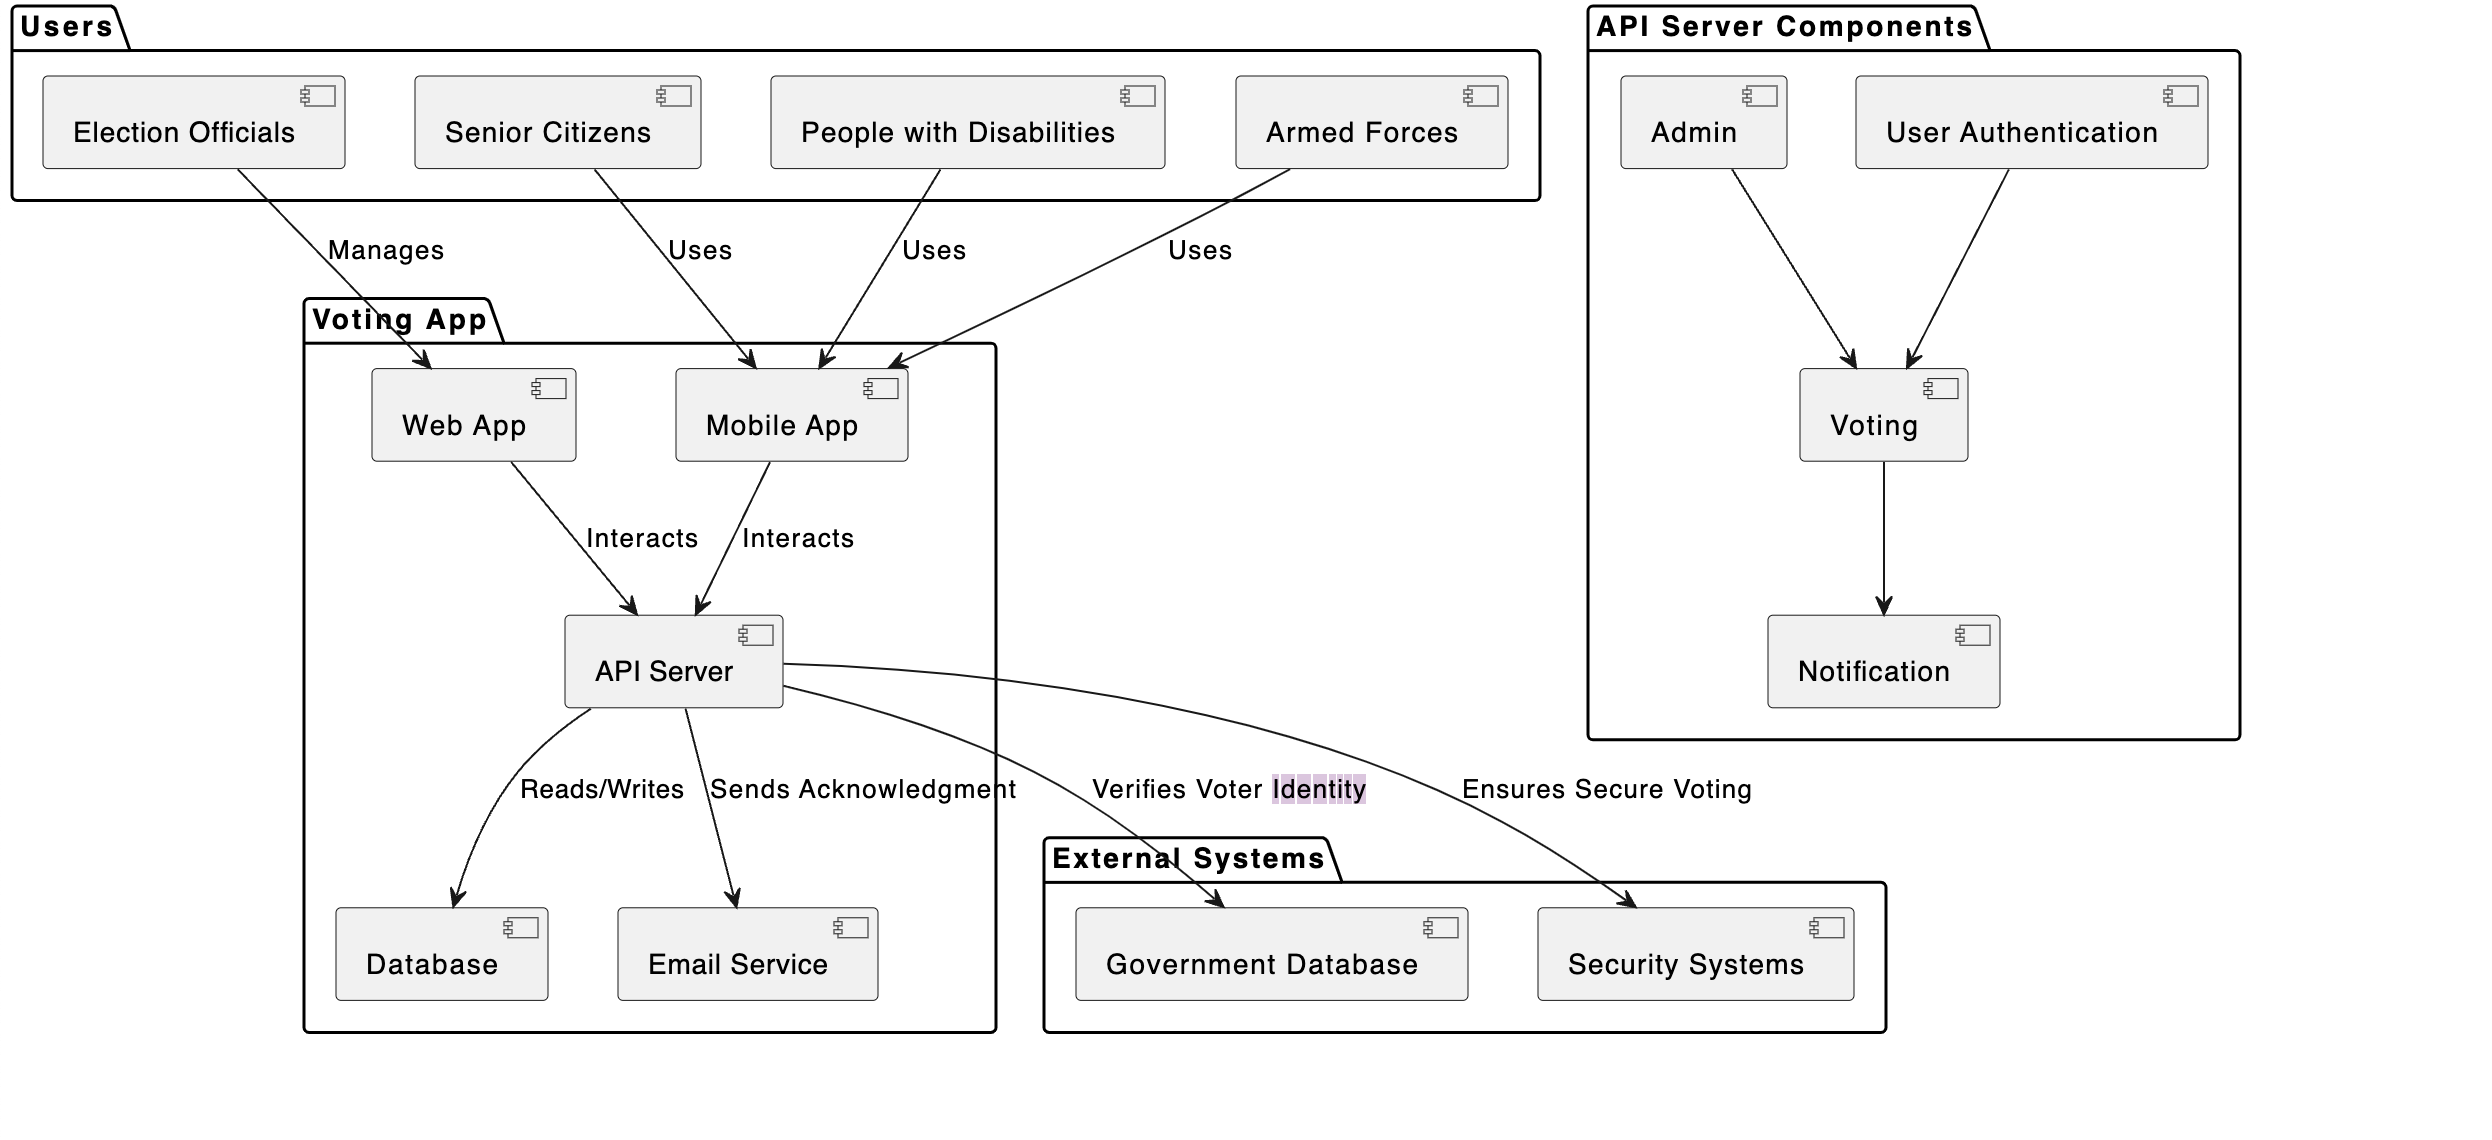 Users
API Server Components
Election Officials
Senior Citizens
People with Disabilities
Armed Forces
Admin
User Authentication
Manages
Uses
Uses
Uses
Voting App
Web App
Mobile App
Voting
Interacts
Interacts
API Server
Notification
Reads/Writes
Sends Acknowledgment
Verifies Voter Identity
Ensures Secure Voting
External Systems
Database
Email Service
Government Database
Security Systems